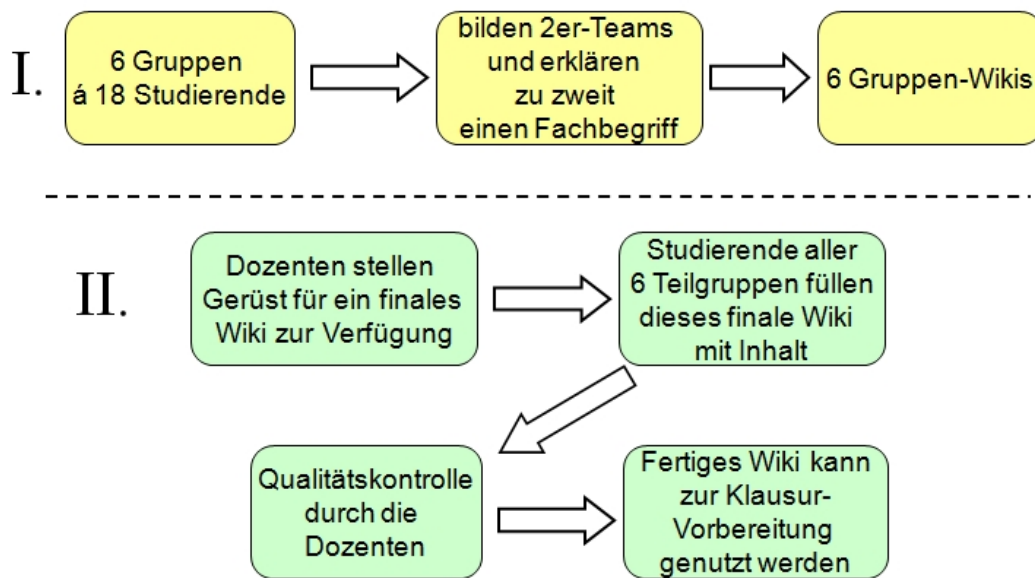 I.
6 Gruppen
á 18 Studierende
bilden 2er-Teams
und erklären
zu zweit
einen Fachbegriff
6 Gruppen-Wikis
II.
Dozenten stellen
Gerüst für ein finales
Wiki zur Verfügung
Studierende aller
6 Teilgruppen füllen
dieses finale Wiki
mit Inhalt
Qualitätskontrolle
durch die
Dozenten
Fertiges Wiki kann
zur Klausur-
Vorbereitung
genutzt werden